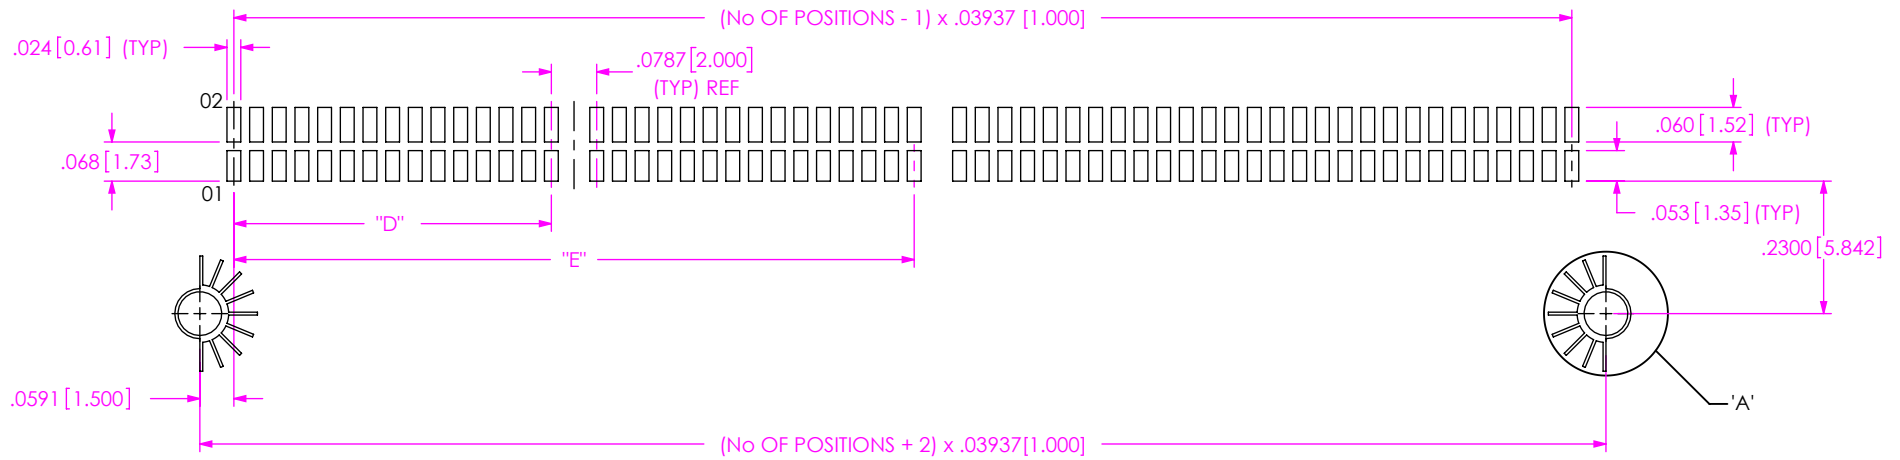 (No OF POSITIONS - 1) x .03937 [1.000]
.024[0.61] (TYP)
.0787[2.000]
(TYP) REF
02
.060 [1.52] (TYP)
.068 [1.73]
01
.053 [1.35] (TYP)
"D"
.2300 [5.842]
"E"
.0591 [1.500]
'A'
(No OF POSITIONS + 2) x .03937[1.000]